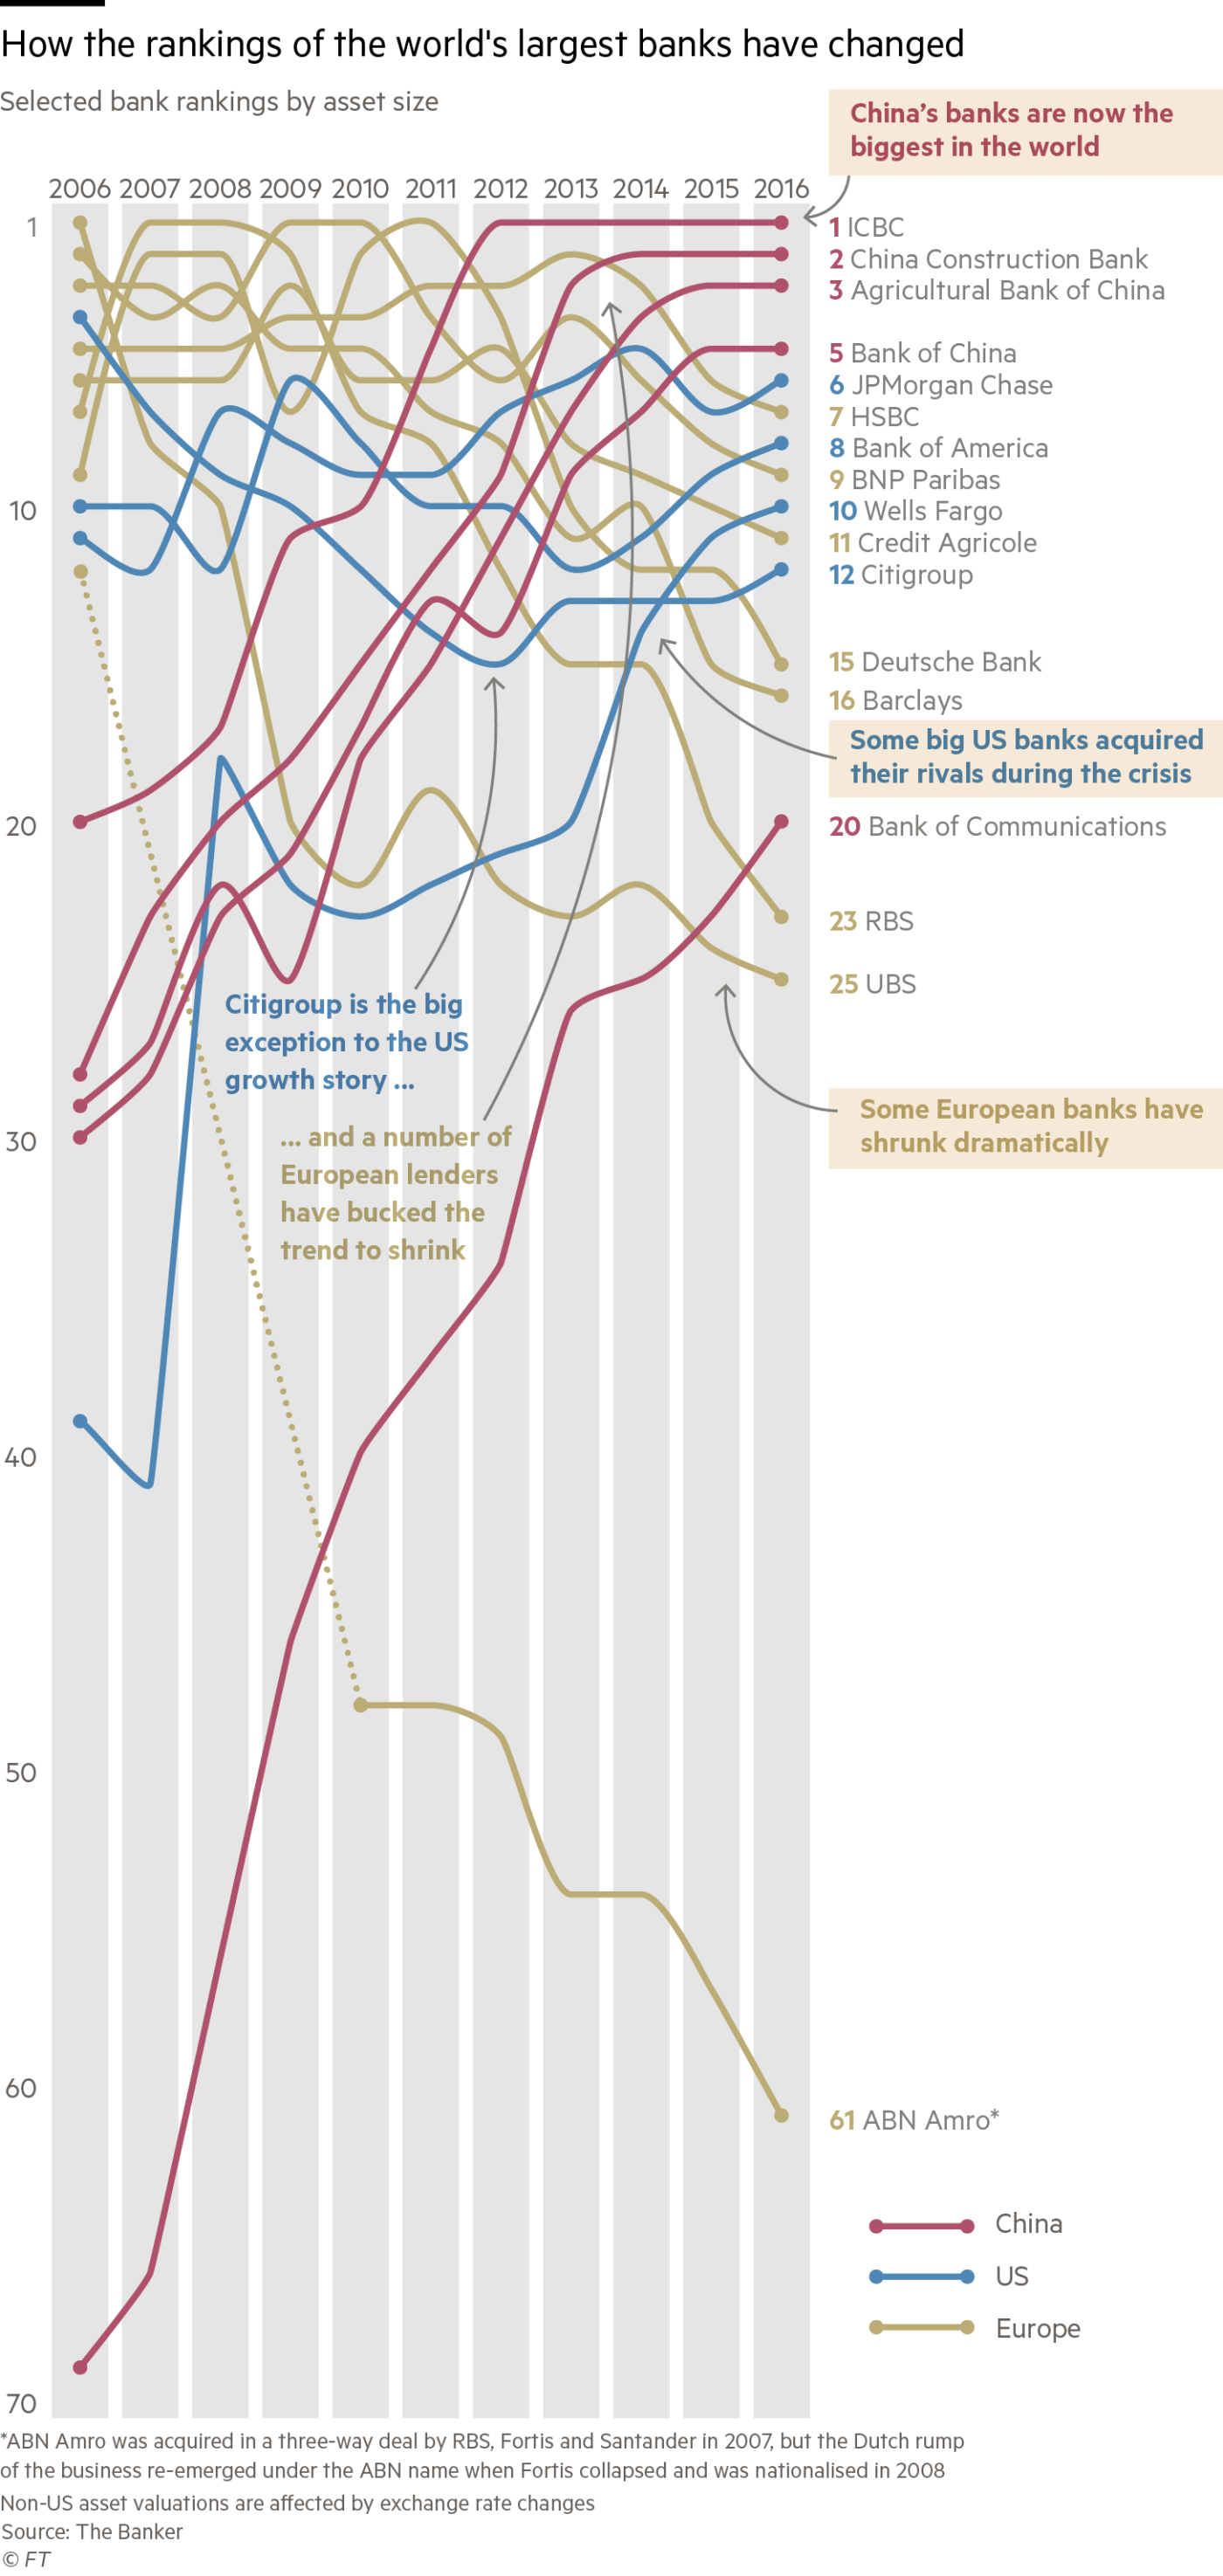 How the rankings of the world's largest banks have changed
Selected bank rankings by asset size
China’s banks are now the
biggest in the world
2006 2007 2008 2009 2010 2011 2012 2013 2014 2015 2016
1
10
20
30
40
50
60
70
1 ICBC
2 China Construction Bank
3 Agricultural Bank of China
5 Bank of China
6 JPMorgan Chase
7 HSBC
8 Bank of America
9 BNP Paribas
10 Wells Fargo
11 Credit Agricole
12 Citigroup
15 Deutsche Bank
16 Barclays
Some big US banks acquired
their rivals during the crisis
20 Bank of Communications
23 RBS
25 UBS
Citigroup is the big
exception to the US
growth story ...
... and a number of
European lenders
have bucked the
trend to shrink
Some European banks have
shrunk dramatically
61 ABN Amro*
China
US
Europe
*ABN Amro was acquired in a three-way deal by RBS, Fortis and Santander in 2007, but the Dutch rump
of the business re-emerged under the ABN name when Fortis collapsed and was nationalised in 2008
Non-US asset valuations are affected by exchange rate changes
Source: The Banker
© FT